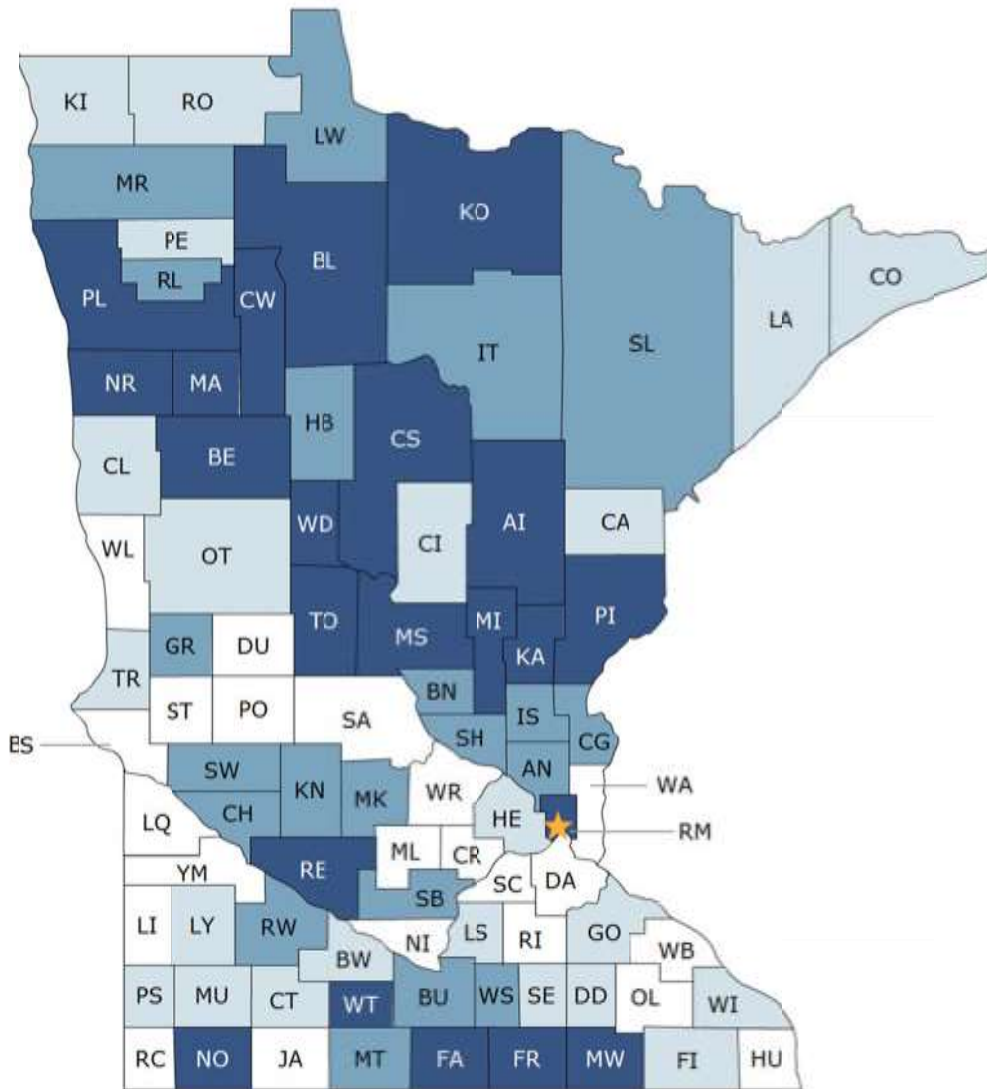 KI
RO
LW
MR
KO
PE
BL
CO
RL
CW
PL
LA
IT
SL
NR
MA
HB
CS
BE
CL
WD
AI
CA
CI
WL
OT
TO
MS
MI
PI
GR
DU
KA
TR
BN
ST
PO
SA
IS
CG
ES
SH
SW
AN
WA
KN
WR
CH
MK
HE
LQ
RM
ML
CR
YM
RE
SC
DA
SB
LI
LY
RW
NI
LS
RI
GO
WB
BW
PS
MU
CT
WT
BU
WS
SE
DD
OL
WI
RC
NO
JA
MT
FA
FR
MW
FI
HU